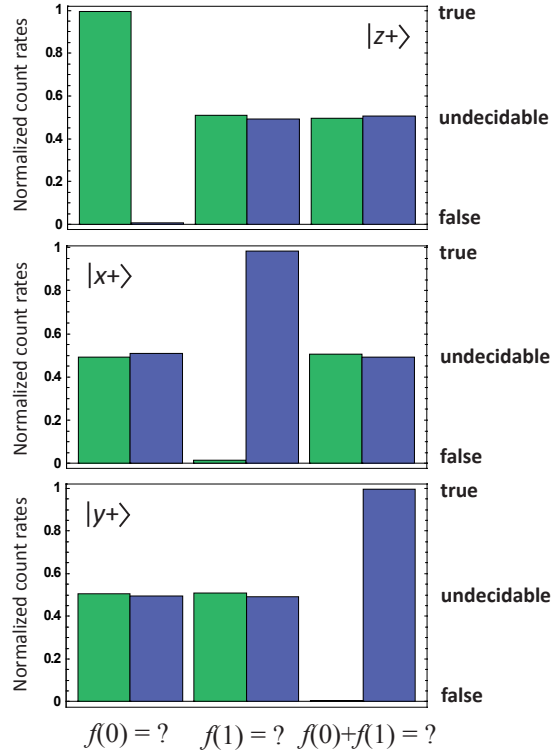 Normalized count rates
1
0.8
0.6
0.4
0.2
0
|z+⟩
true
undecidable
false
Normalized count rates
1
0.8
0.6
0.4
0.2
0
|x+⟩
true
undecidable
false
Normalized count rates
1
0.8
0.6
0.4
0.2
0
|y+⟩
true
undecidable
false
f(0) = ? f(1) = ? f(0)+f(1) = ?